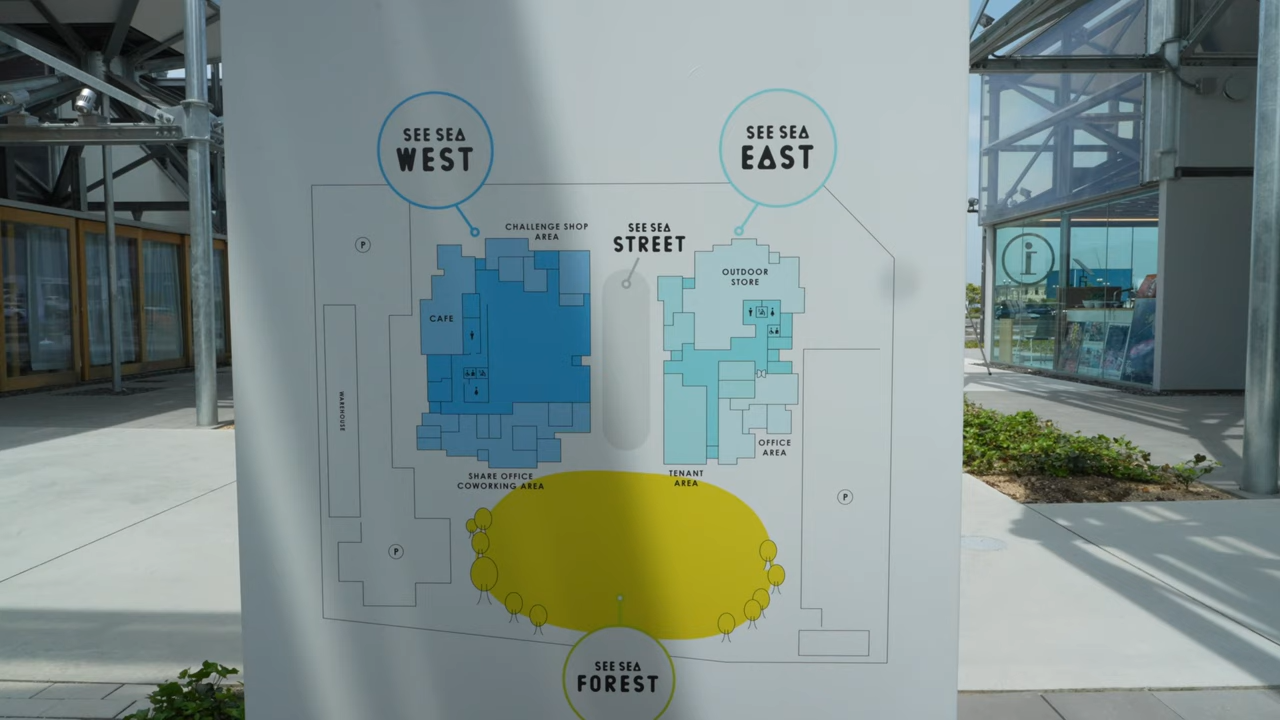 SEE SEA
WEST
SEE SEA
EAST
CHALLENGE SHOP
AREA
SEE SEA
STREET
P
OUTDOOR
STORE
CAFE
WAREHOUSE
OFFICE
AREA
SHARE OFFICE
COWORKING AREA
TENANT
AREA
P
P
SEE SEA
FOREST
i